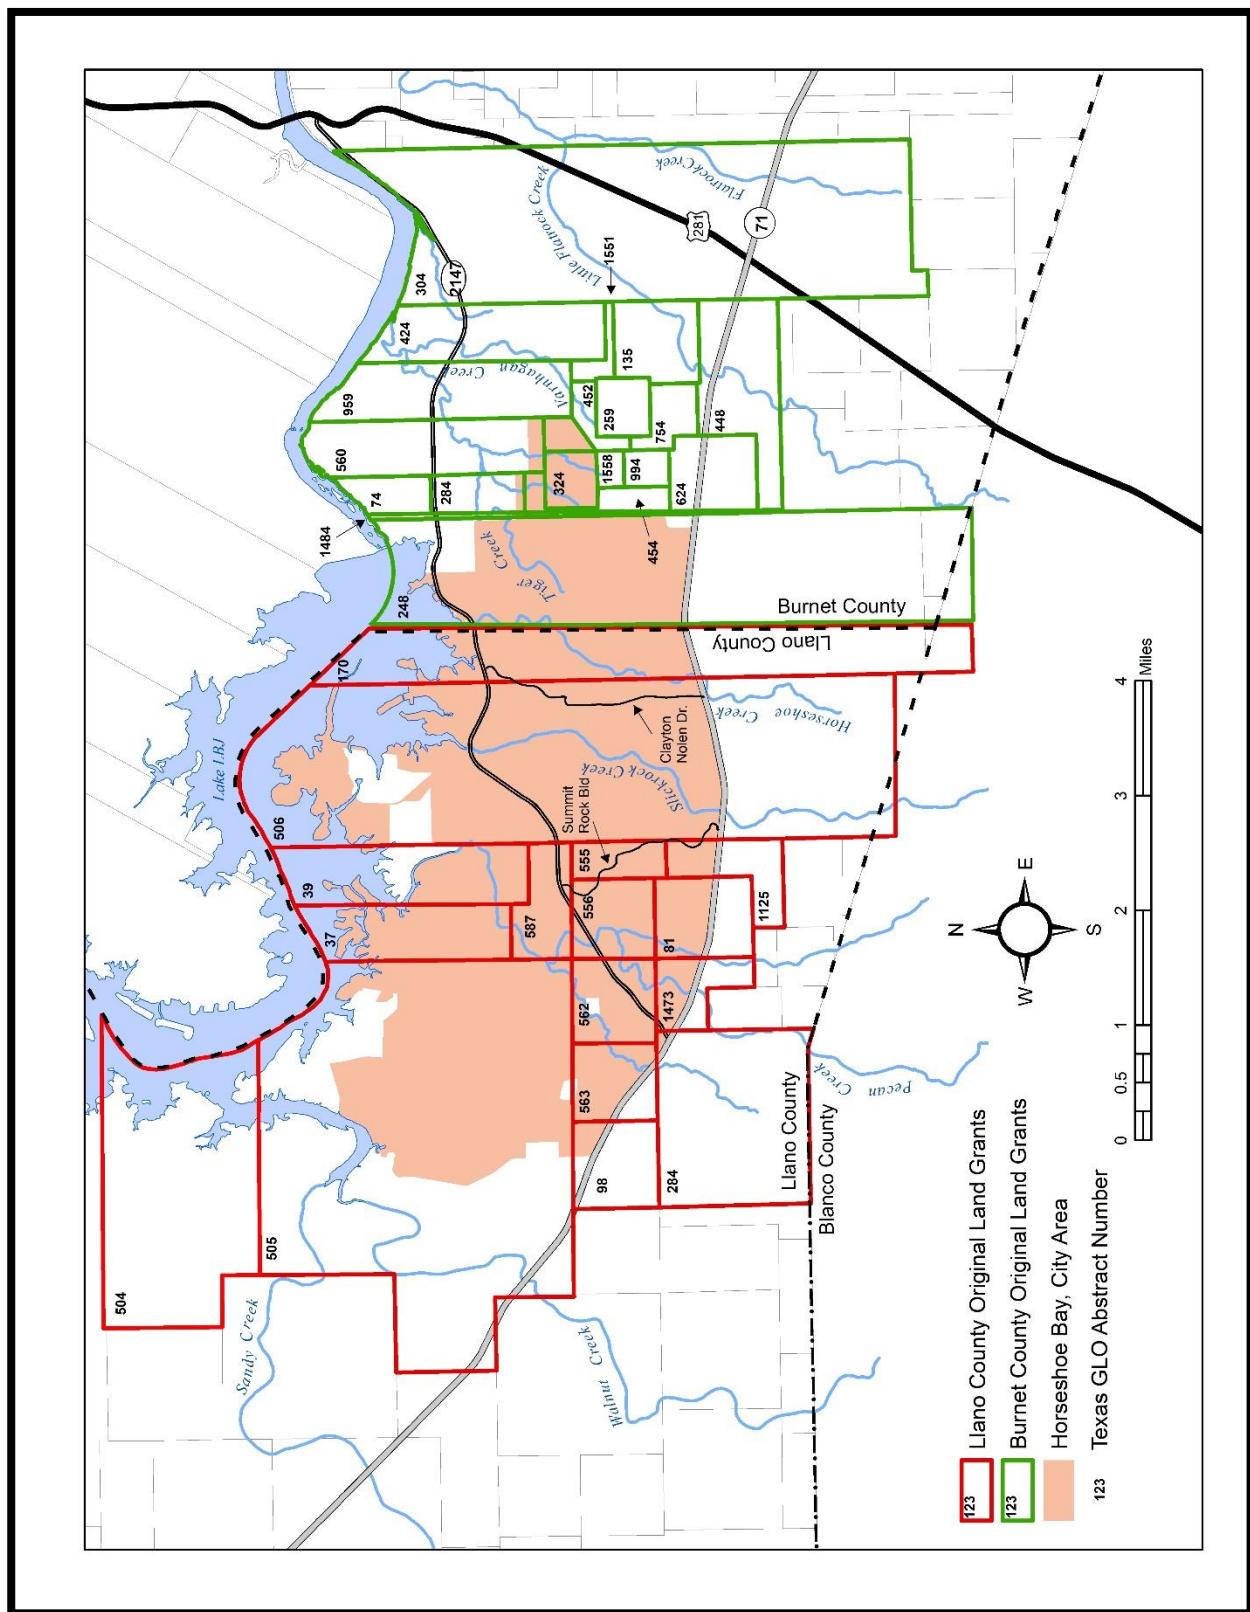 Lake LBJ
Sandy Creek
Walnut Creek
Pecan Creek
Slickrock Creek
Horseshoe Creek
Tiger Creek
Varnhagan Creek
Little Flatrock Creek
Flatrock Creek
504
505
37
39
506
170
248
1484
74
560
959
424
304
2147
284
324
1558
994
452
259
135
1551
754
454
624
448
281
71
587
555
556
Summit
Rock Bld
Clayton
Nolen Dr.
562
563
98
284
1473
81
1125
Llano County
Burnet County
Llano County
Blanco County
N
W
E
S
123 Llano County Original Land Grants
123 Burnet County Original Land Grants
Horseshoe Bay, City Area
123 Texas GLO Abstract Number
0 0.5 1 2 3 4
Miles